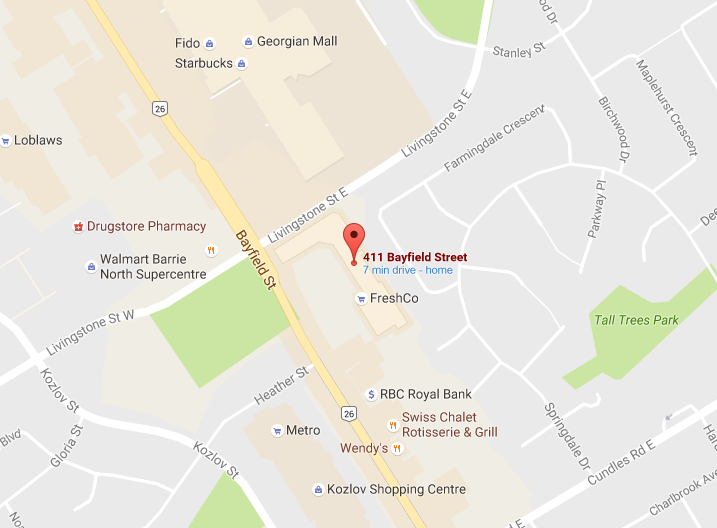 Fido
Georgian Mall
Starbucks
Stanley St
Maplehurst Crescent
Birchwood Dr
26
Livingstone St E
Farmingdale Crescent
Loblaws
Parkway Pl
Livingstone St E
Drugstore Pharmacy
Bayfield St
411 Bayfield Street
7 min drive - home
Walmart Barrie
North Supercentre
FreshCo
Livingstone St W
Tall Trees Park
Heather St
Kozlov St
RBC Royal Bank
26
Swiss Chalet
Rotisserie & Grill
Springdale Dr
Metro
Wendy's
Blvd
Gloria St
Kozlov St
Cundles Rd E
Kozlov Shopping Centre
Charlbrook Ave